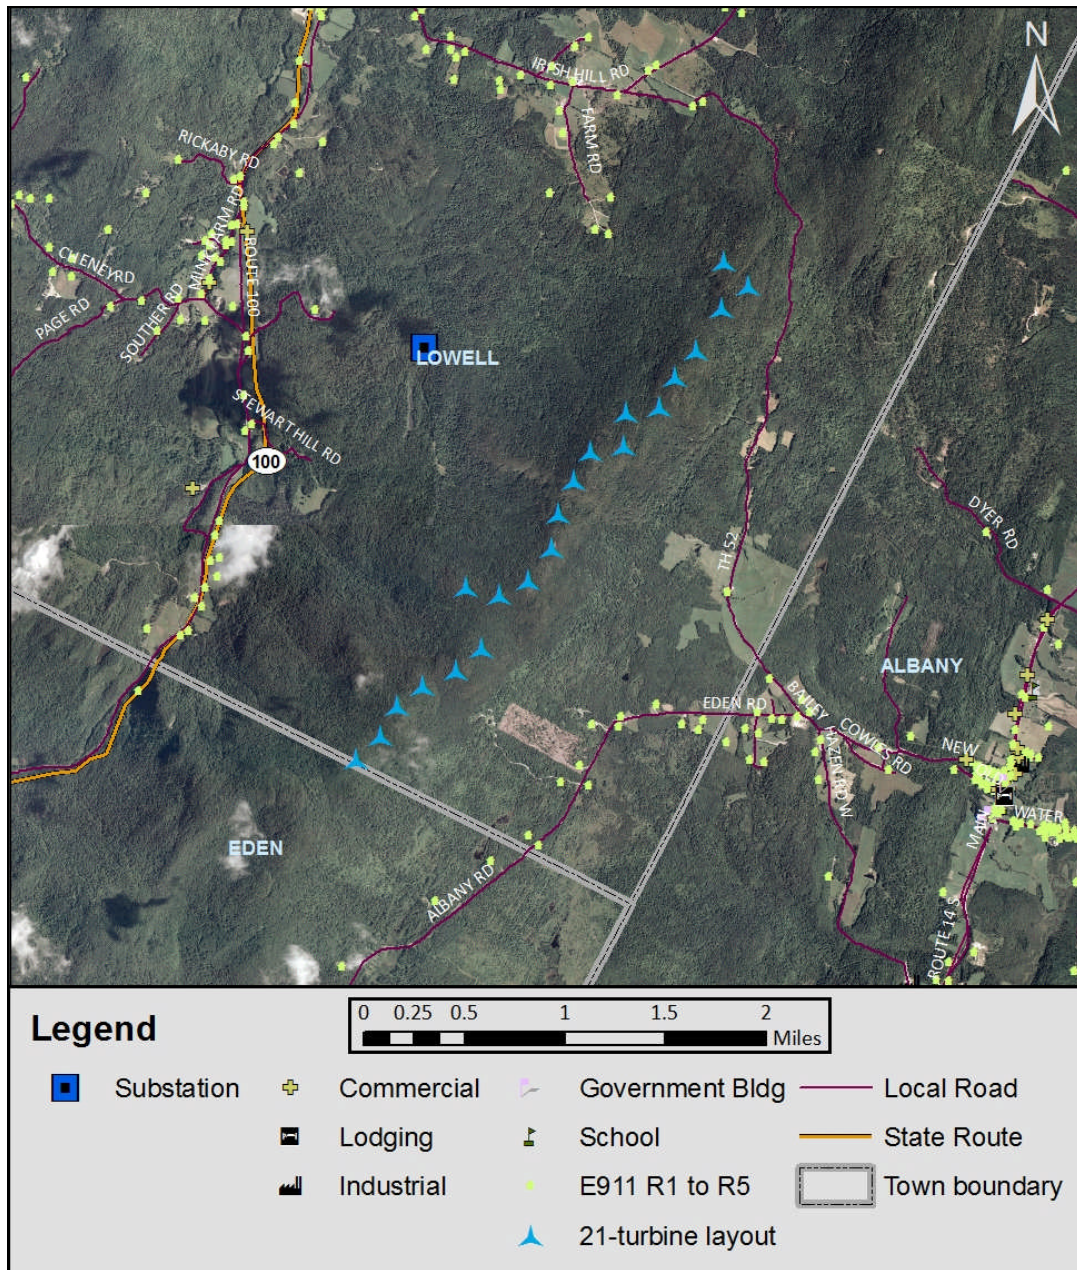 N
IRISH HILL RD
FARM RD
RICKABY RD
MINK FARM RD
ROUTE 100
CHENEY RD
PAGE RD
SOUTHER RD
LOWELL
STEWART HILL RD
100
DYER RD
TH 52
ALBANY
EDEN RD
BAILEY HAZEN RD W
COWLES RD
NEW
WATER
MAIN
EDEN
ALBANY RD
ROUTE 14 S
Legend
0 0.25 0.5 1 1.5 2
Miles
Substation
Commercial
Government Bldg
Local Road
Lodging
School
State Route
Industrial
E911 R1 to R5
Town boundary
21-turbine layout